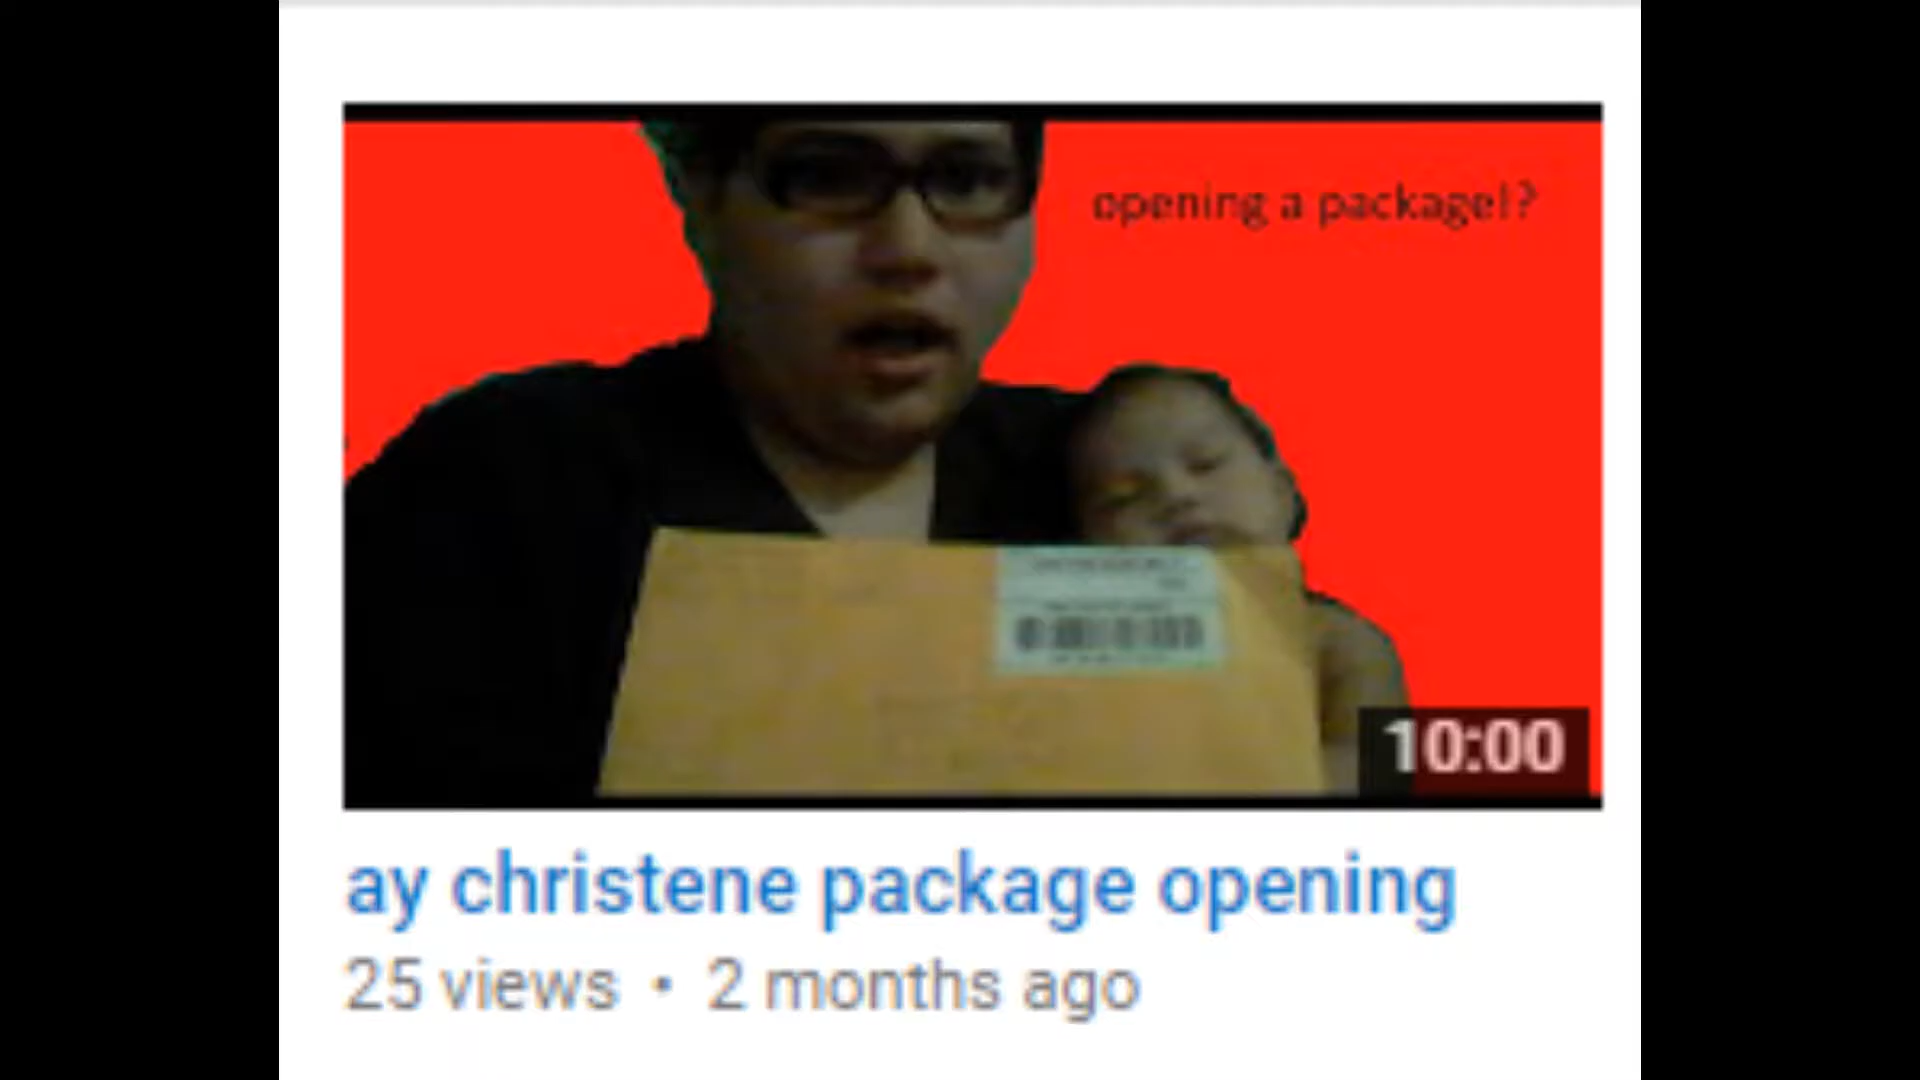 opening a package!?
10:00
ay christene package opening
25 views • 2 months ago